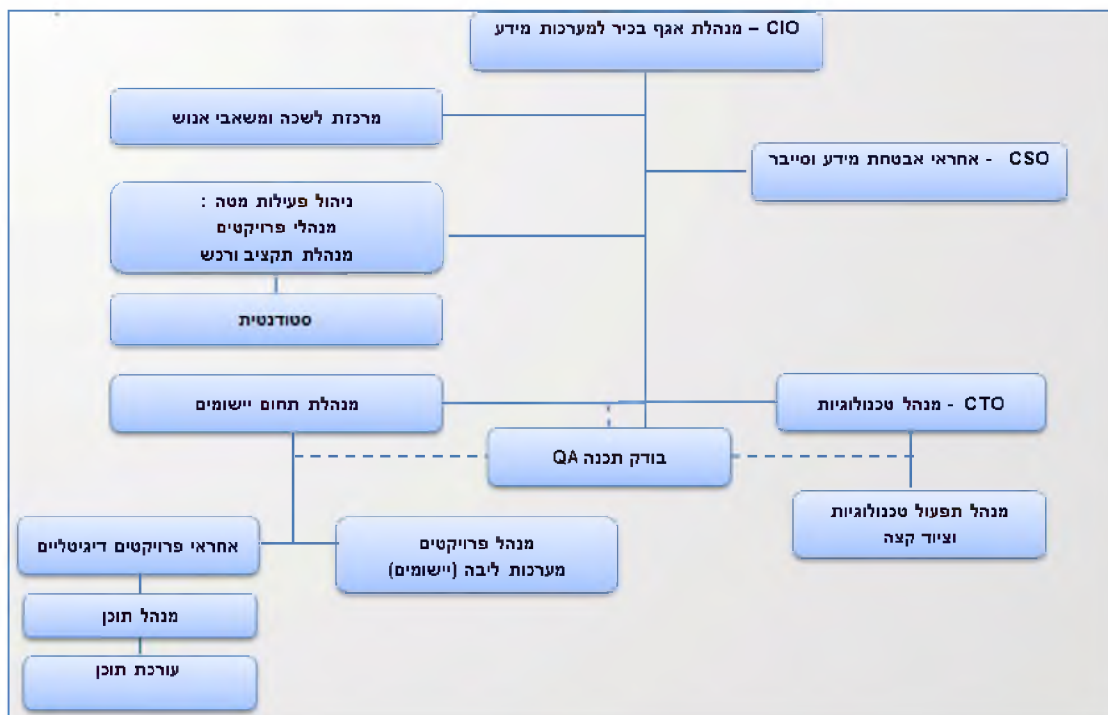 CIO – מנהלת אגף בכיר למערכות מידע
מרכזת לשכה ומשאבי אנוש
CSO - אחראי אבטחת מידע וסייבר
ניהול פעילות מטה :
מנהלי פרויקטים
מנהלת תקציב ורכש
סטודנטית
מנהלת תחום יישומים
CTO - מנהל טכנולוגיות
בודק תכנה QA
מנהל תפעול טכנולוגיות
וציוד קצה
אחראי פרויקטים דיגיטליים
מנהל פרויקטים
מערכות ליבה (יישומים)
מנהל תוכן
עורכת תוכן